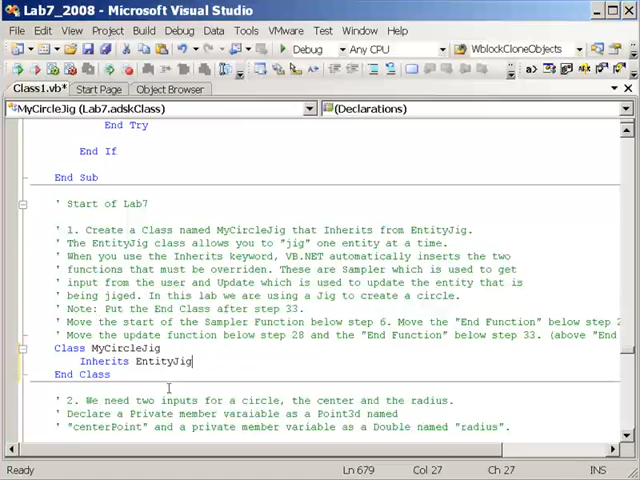 Lab7_2008 - Microsoft Visual Studio
File Edit View Project Build Debug Data Tools VMware Test Window Help
Debug Any CPU WblockCloneObjects
Class1.vb* Start Page Object Browser
MyCircleJig (Lab7.adskClass) (Declarations)
End Try
End If
End Sub
' Start of Lab7
' 1. Create a Class named MyCircleJig that Inherits from EntityJig.
' The EntityJig class allows you to "jig" one entity at a time.
' When you use the Inherits keyword, VB.NET automatically inserts the two
' functions that must be overriden. These are Sampler which is used to get
' input from the user and Update which is used to update the entity that is
' being jiged. In this lab we are using a Jig to create a circle.
' Note: Put the End Class after step 33.
' Move the start of the Sampler Function below step 6. Move the "End Function" below step 2
' Move the update function below step 28 and the "End Function" below step 33. (above "End
Class MyCircleJig
Inherits EntityJig
End Class
' 2. We need two inputs for a circle, the center and the radius.
' Declare a Private member varaiable as a Point3d named
' "centerPoint" and a private member variable as a Double named "radius".
Ready Ln 679 Col 27 Ch 27